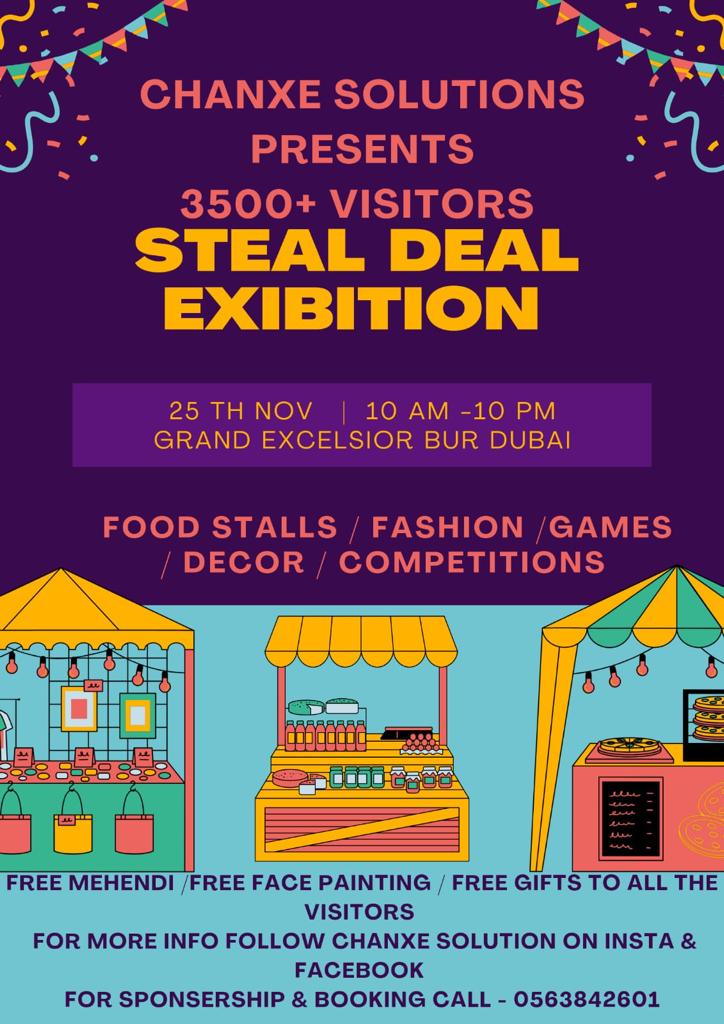 CHANXE SOLUTIONS
PRESENTS
3500+ VISITORS
STEAL DEAL
EXIBITION
25 TH NOV | 10 AM -10 PM
GRAND EXCELSIOR BUR DUBAI
FOOD STALLS / FASHION /GAMES
/ DECOR / COMPETITIONS
FREE MEHENDI /FREE FACE PAINTING / FREE GIFTS TO ALL THE
VISITORS
FOR MORE INFO FOLLOW CHANXE SOLUTION ON INSTA &
FACEBOOK
FOR SPONSERSHIP & BOOKING CALL - 0563842601